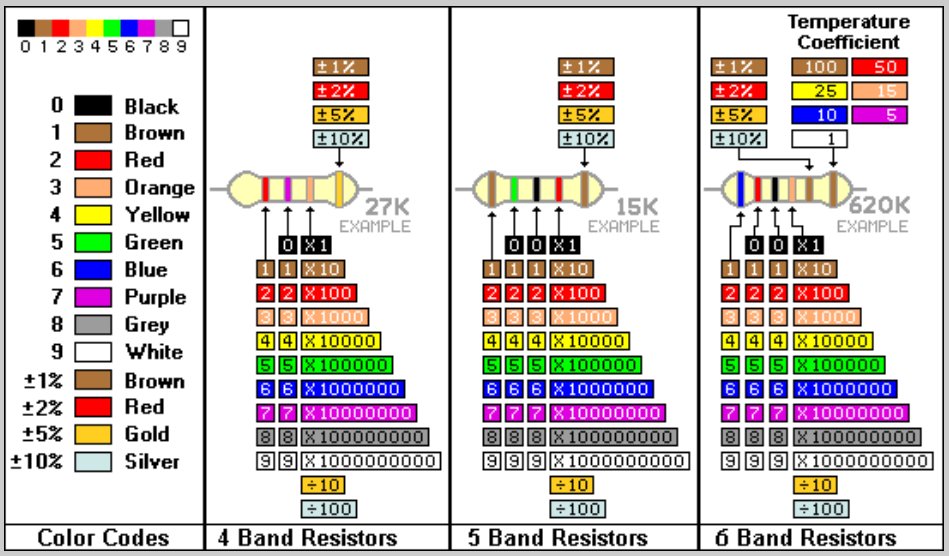 0 1 2 3 4 5 6 7 8 9
0 Black
1 Brown
2 Red
3 Orange
4 Yellow
5 Green
6 Blue
7 Purple
8 Grey
9 White
±1% Brown
±2% Red
±5% Gold
±10% Silver
Color Codes
±1%
±2%
±5%
±10%
27K
EXAMPLE
0 X1
1 1 X10
2 2 X100
3 3 X1000
4 4 X10000
5 5 X100000
6 6 X1000000
7 7 X10000000
8 8 X100000000
9 9 X1000000000
÷10
÷100
4 Band Resistors
±1%
±2%
±5%
±10%
15K
EXAMPLE
0 0 X1
1 1 1 X10
2 2 2 X100
3 3 3 X1000
4 4 4 X10000
5 5 5 X100000
6 6 6 X1000000
7 7 7 X10000000
8 8 8 X100000000
9 9 9 X1000000000
÷10
÷100
5 Band Resistors
Temperature
Coefficient
±1% 100 50
±2% 25 15
±5% 10 5
±10% 1
620K
EXAMPLE
0 0 X1
1 1 1 X10
2 2 2 X100
3 3 3 X1000
4 4 4 X10000
5 5 5 X100000
6 6 6 X1000000
7 7 7 X10000000
8 8 8 X100000000
9 9 9 X1000000000
÷10
÷100
6 Band Resistors